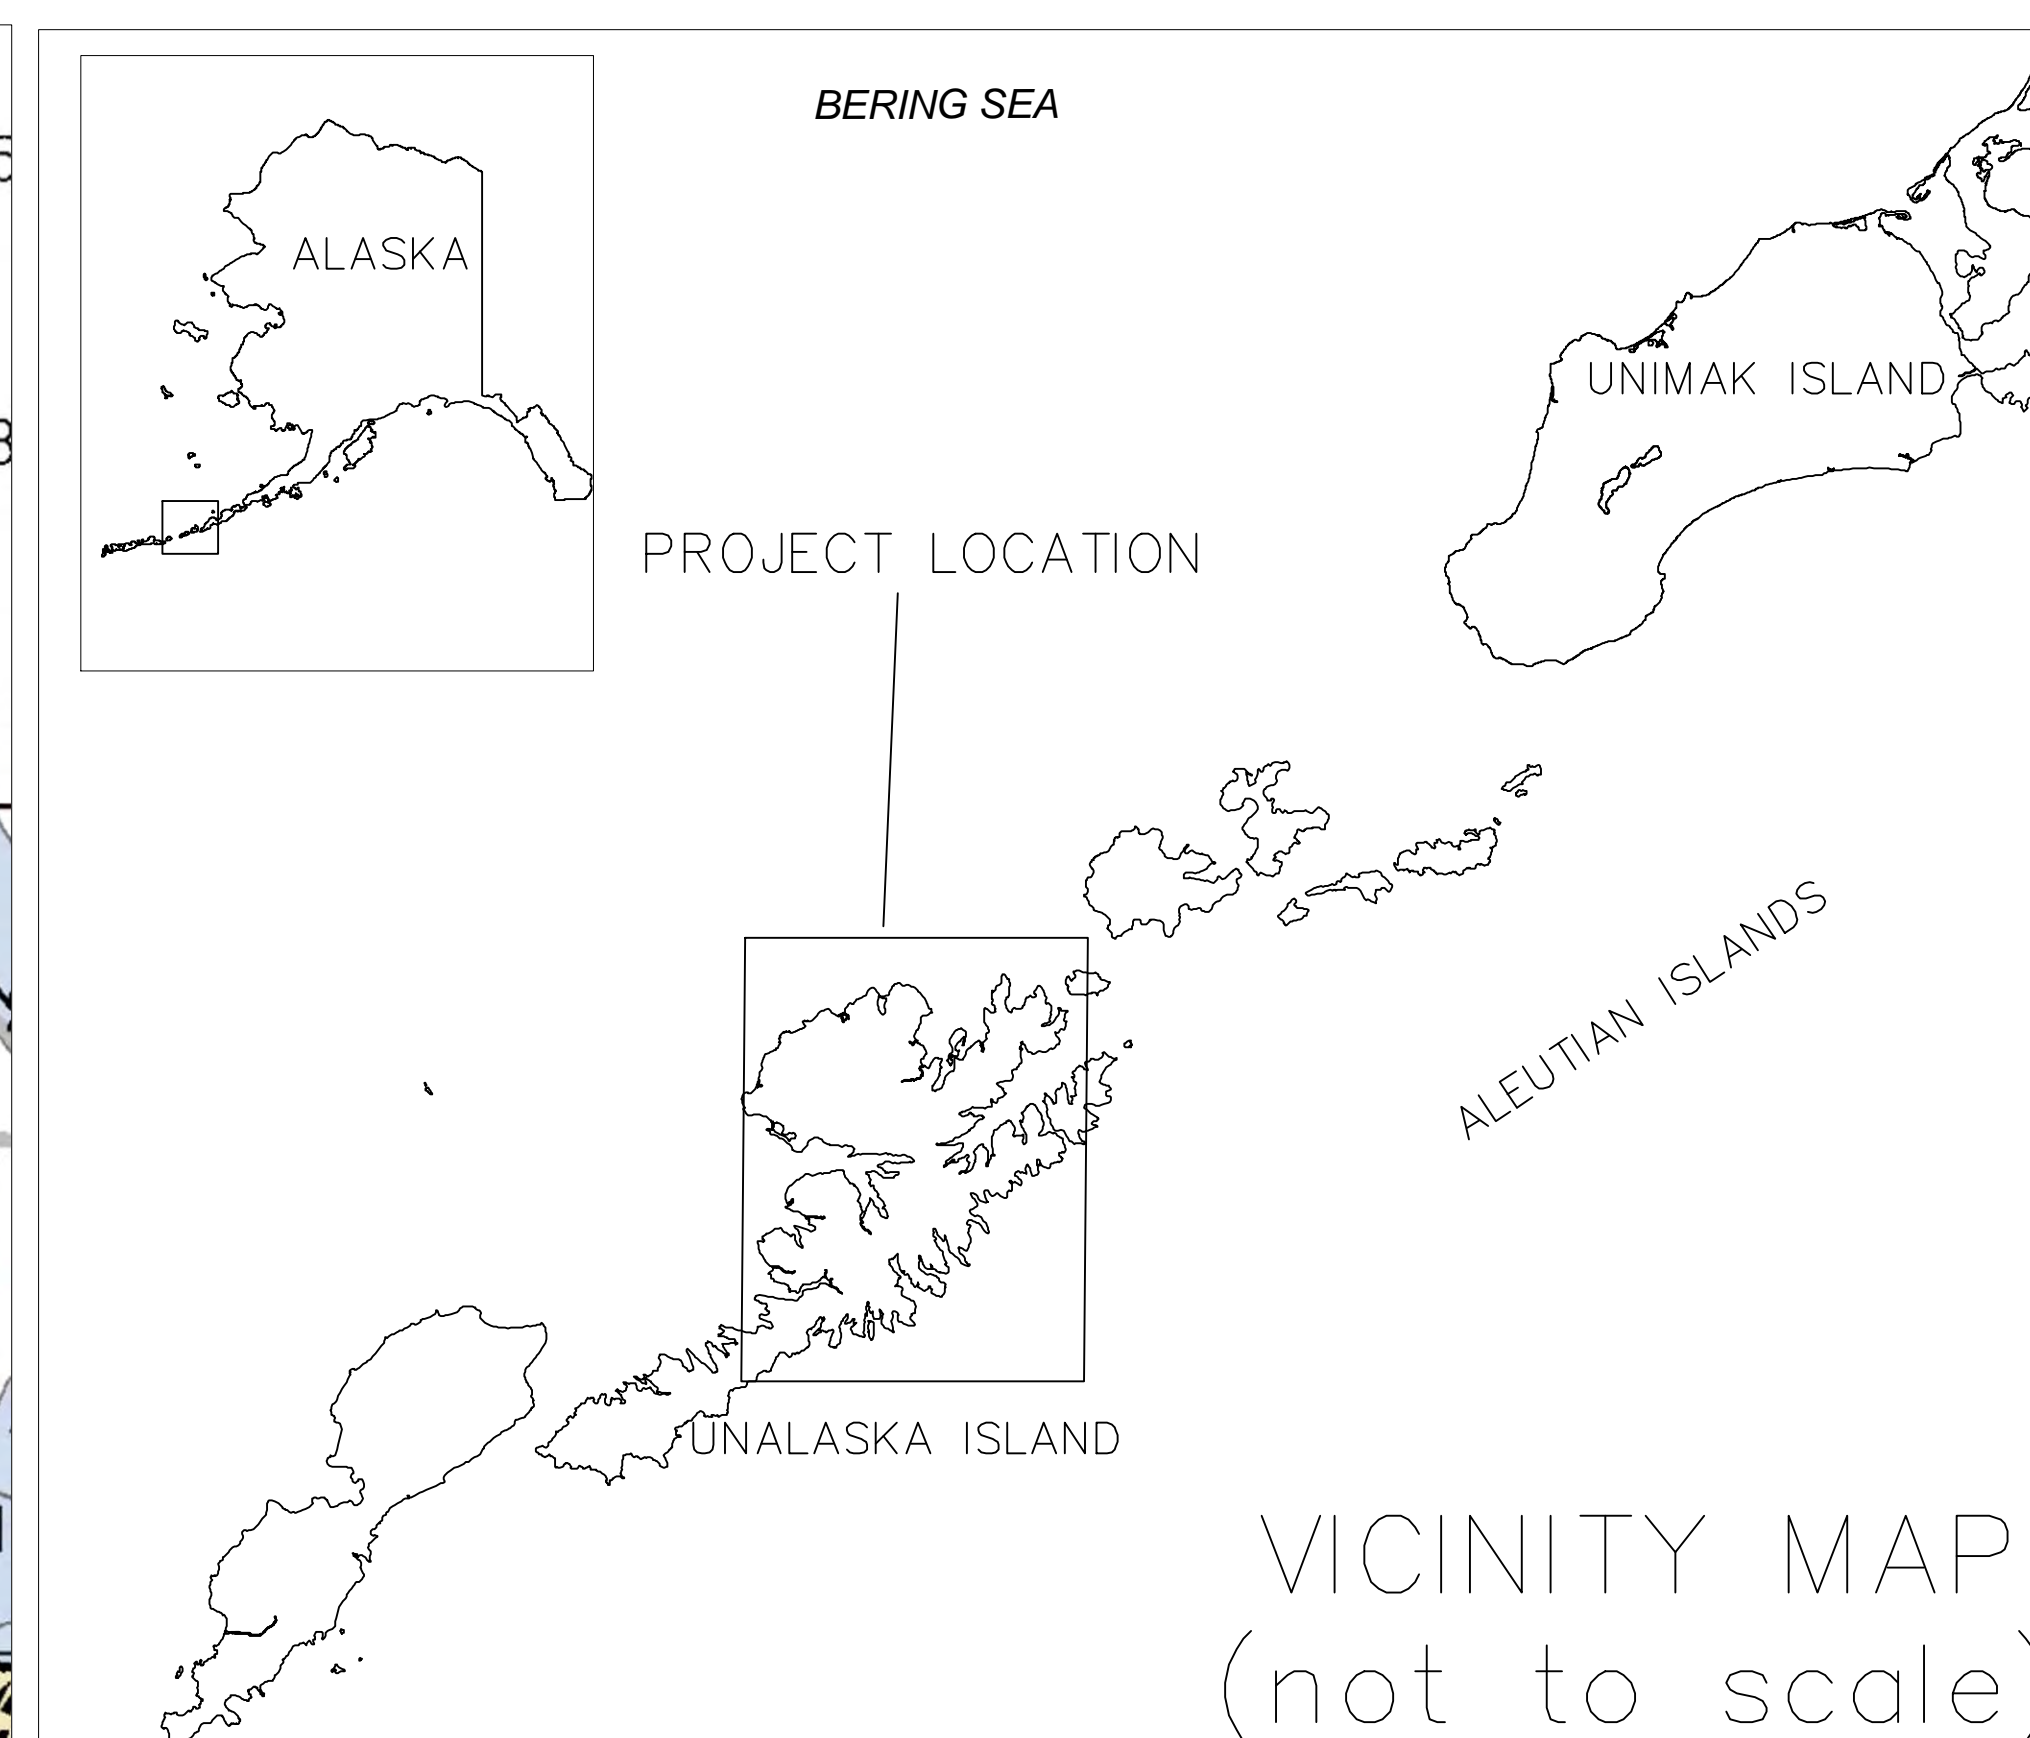 BERING SEA
ALASKA
UNIMAK ISLAND
PROJECT LOCATION
ALEUTIAN ISLANDS
UNALASKA ISLAND
VICINITY MAP
(not to scale)